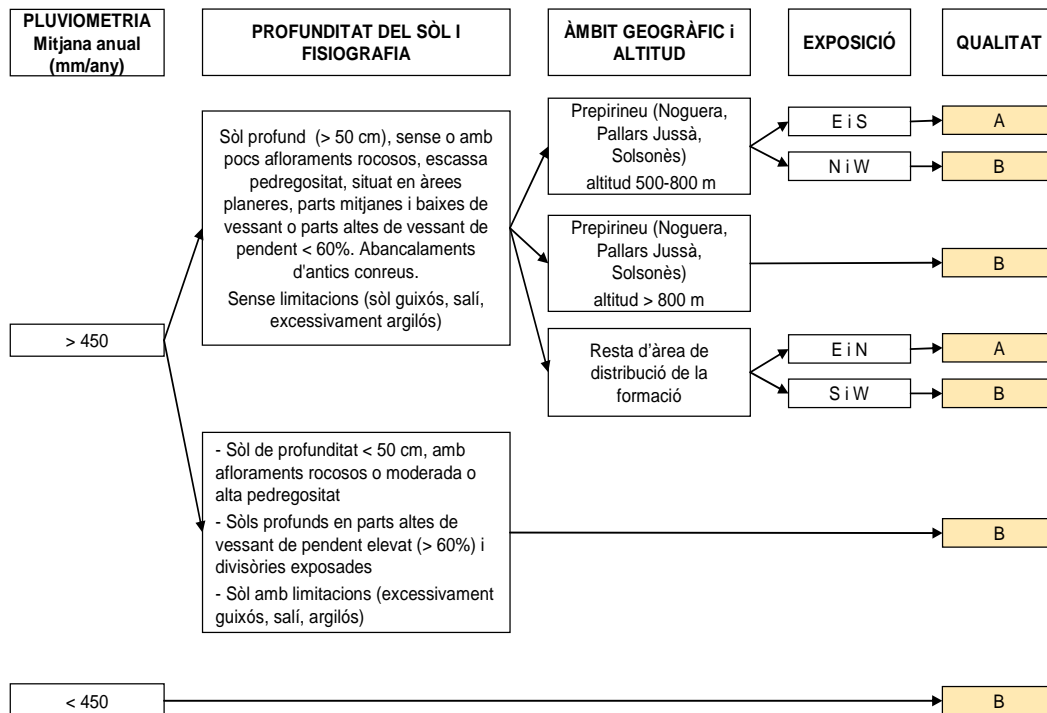 PLUVIOMETRIA
Mitjana anual
(mm/any)
PROFUNDITAT DEL SÒL I
FISIOGRAFIA
ÀMBIT GEOGRÀFIC i
ALTITUD
EXPOSICIÓ
QUALITAT
> 450
Sòl profund (> 50 cm), sense o amb
pocs afloraments rocosos, escassa
pedregositat, situat en àrees
planeres, parts mitjanes i baixes de
vessant o parts altes de vessant de
pendent < 60%. Abancalaments
d'antics conreus.
Sense limitacions (sòl guixós, salí,
excessivament argilós)
Prepirineu (Noguera,
Pallars Jussà,
Solsonès)
altitud 500-800 m
E i S
A
N i W
B
Prepirineu (Noguera,
Pallars Jussà,
Solsonès)
altitud > 800 m
B
Resta d’àrea de
distribució de la
formació
E i N
A
S i W
B
- Sòl de profunditat < 50 cm, amb
afloraments rocosos o moderada o
alta pedregositat
- Sòls profunds en parts altes de
vessant de pendent elevat (> 60%) i
divisòries exposades
- Sòl amb limitacions (excessivament
guixós, salí, argilós)
B
< 450
B